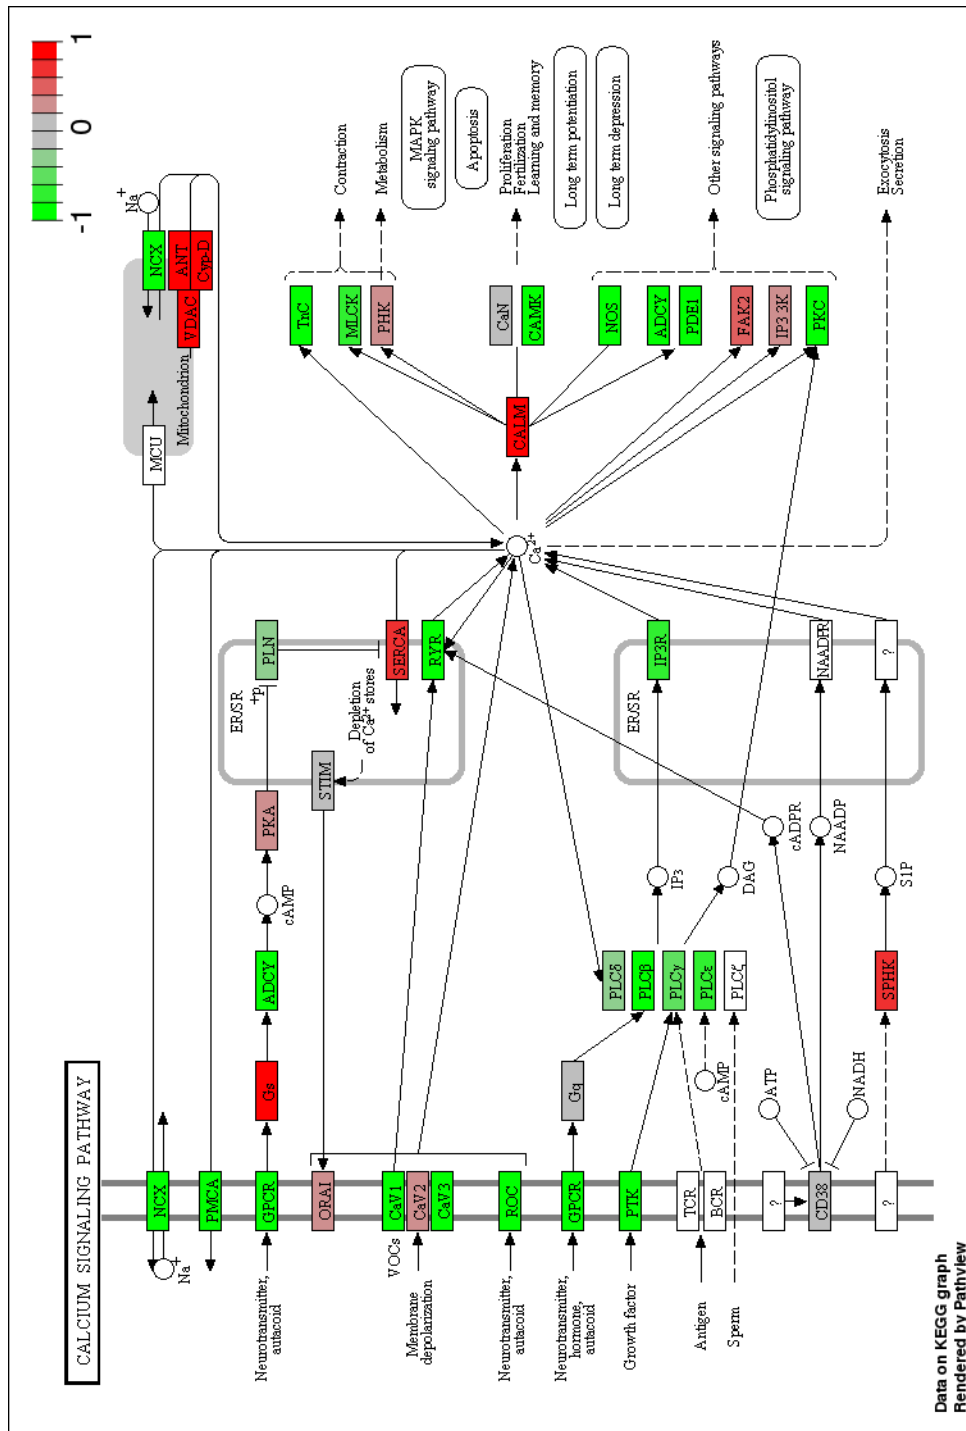 CALCIUM SIGNALING PATHWAY
-1
0
1
NCX
Na
+
PMCA
Neurotransmitter,
autacoid
GPCR
Gs
ADCY
cAMP
PKA
+p
PLN
ER/SR
ORAI
STIM
Depletion
of Ca2+ stores
SERCA
RYR
VOCs
CaV1
CaV2
CaV3
Membrane
depolarization
Neurotransmitter,
autacoid
ROC
Neurotransmitter,
hormone,
autacoid
GPCR
Gq
Growth factor
PTK
Antigen
TCR
BCR
Sperm
PLCδ
PLCβ
PLCγ
PLCε
PLCζ
cAMP
IP3
DAG
ER/SR
IP3R
?
CD38
ATP
NADH
cADPR
NAADP
NAADPR
?
SPHK
S1P
?
Ca2+
MCU
Mitochondrion
NCX
Na
+
ANT
Cyp-D
VDAC
CALM
TnC
MLCK
PHK
CaN
CAMK
NOS
ADCY
PDE1
FAK2
IP3 3K
PKC
Contraction
Metabolism
MAPK
signaling pathway
Apoptosis
Proliferation
Fertilization
Learning and memory
Long term potentiation
Long term depression
Other signaling pathways
Phosphatidylinositol
signaling pathway
Exocytosis
Secretion
Data on KEGG graph
Rendered by Pathview